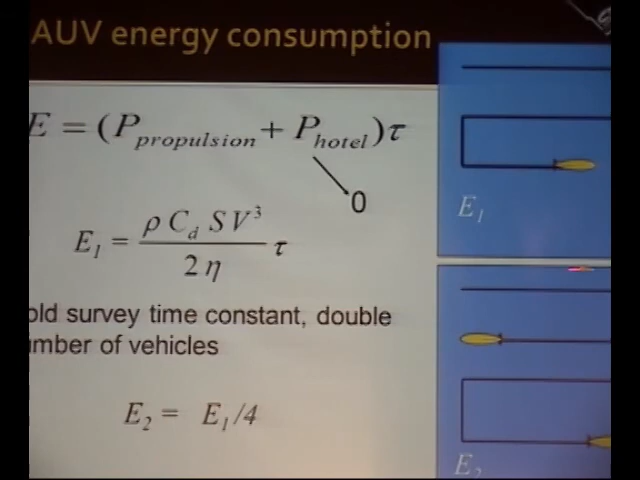 AUV energy consumption
E = (P_propulsion + P_hotel)τ
0
E_1 = ρ C_d S V^3 / 2 η τ
old survey time constant, double
umber of vehicles
E_2 = E_1/4
E_1
E_2